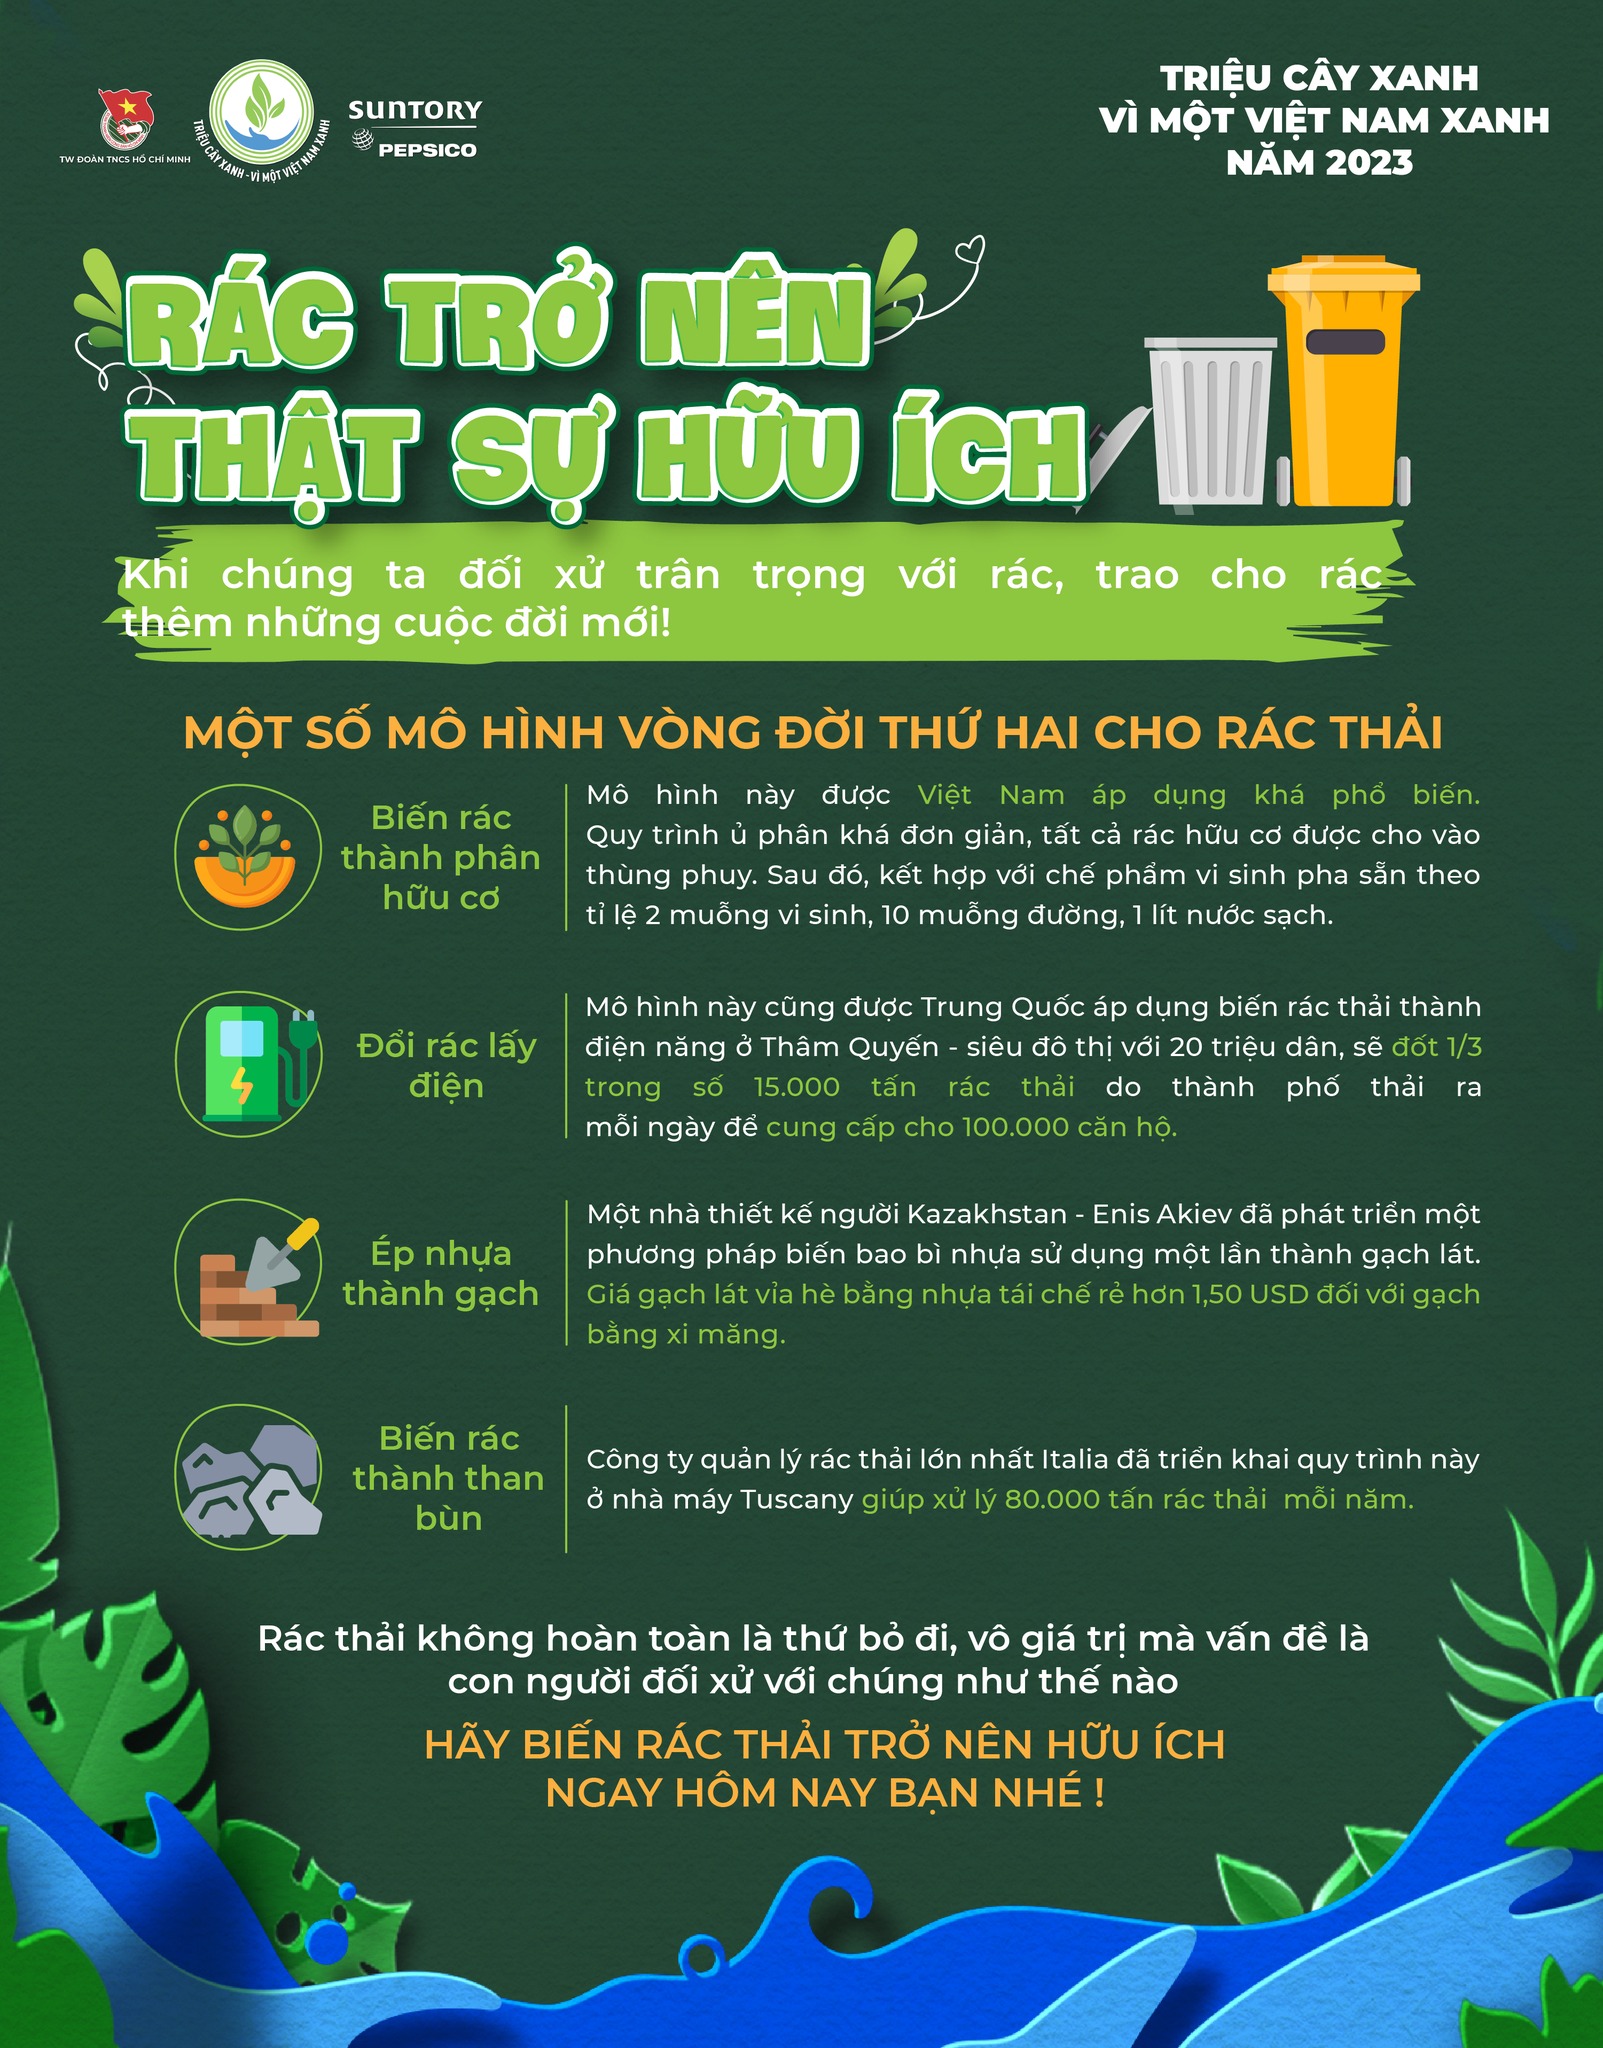 TW ĐOÀN TNCS HỒ CHÍ MINH
TRIỆU CÂY XANH - VÌ MỘT VIỆT NAM XANH
SUNTORY
PEPSICO
TRIỆU CÂY XANH
VÌ MỘT VIỆT NAM XANH
NĂM 2023
RÁC TRỞ NÊN
THẬT SỰ HỮU ÍCH
Khi chúng ta đối xử trân trọng với rác, trao cho rác
thêm những cuộc đời mới!
MỘT SỐ MÔ HÌNH VÒNG ĐỜI THỨ HAI CHO RÁC THẢI
Biến rác
thành phân
hữu cơ
Mô hình này được Việt Nam áp dụng khá phổ biến.
Quy trình ủ phân khá đơn giản, tất cả rác hữu cơ được cho vào
thùng phuy. Sau đó, kết hợp với chế phẩm vi sinh pha sẵn theo
tỉ lệ 2 muỗng vi sinh, 10 muỗng đường, 1 lít nước sạch.
Đổi rác lấy
điện
Mô hình này cũng được Trung Quốc áp dụng biến rác thải thành
điện năng ở Thâm Quyến - siêu đô thị với 20 triệu dân, sẽ đốt 1/3
trong số 15.000 tấn rác thải do thành phố thải ra
mỗi ngày để cung cấp cho 100.000 căn hộ.
Ép nhựa
thành gạch
Một nhà thiết kế người Kazakhstan - Enis Akiev đã phát triển một
phương pháp biến bao bì nhựa sử dụng một lần thành gạch lát.
Giá gạch lát vỉa hè bằng nhựa tái chế rẻ hơn 1,50 USD đối với gạch
bằng xi măng.
Biến rác
thành than
bùn
Công ty quản lý rác thải lớn nhất Italia đã triển khai quy trình này
ở nhà máy Tuscany giúp xử lý 80.000 tấn rác thải mỗi năm.
Rác thải không hoàn toàn là thứ bỏ đi, vô giá trị mà vấn đề là
con người đối xử với chúng như thế nào
HÃY BIẾN RÁC THẢI TRỞ NÊN HỮU ÍCH
NGAY HÔM NAY BẠN NHÉ !